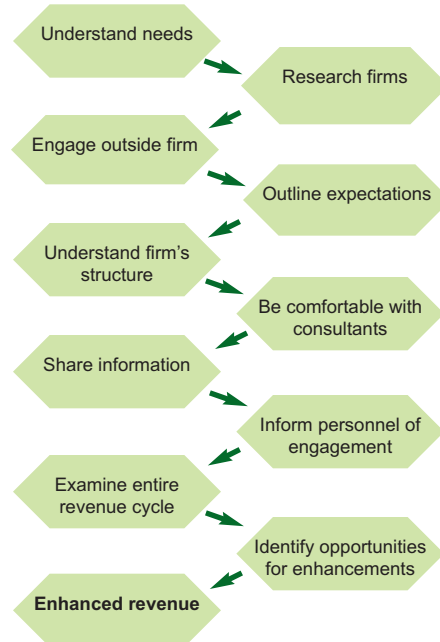 Understand needs
Research firms
Engage outside firm
Outline expectations
Understand firm's
structure
Be comfortable with
consultants
Share information
Inform personnel of
engagement
Examine entire
revenue cycle
Identify opportunities
for enhancements
Enhanced revenue